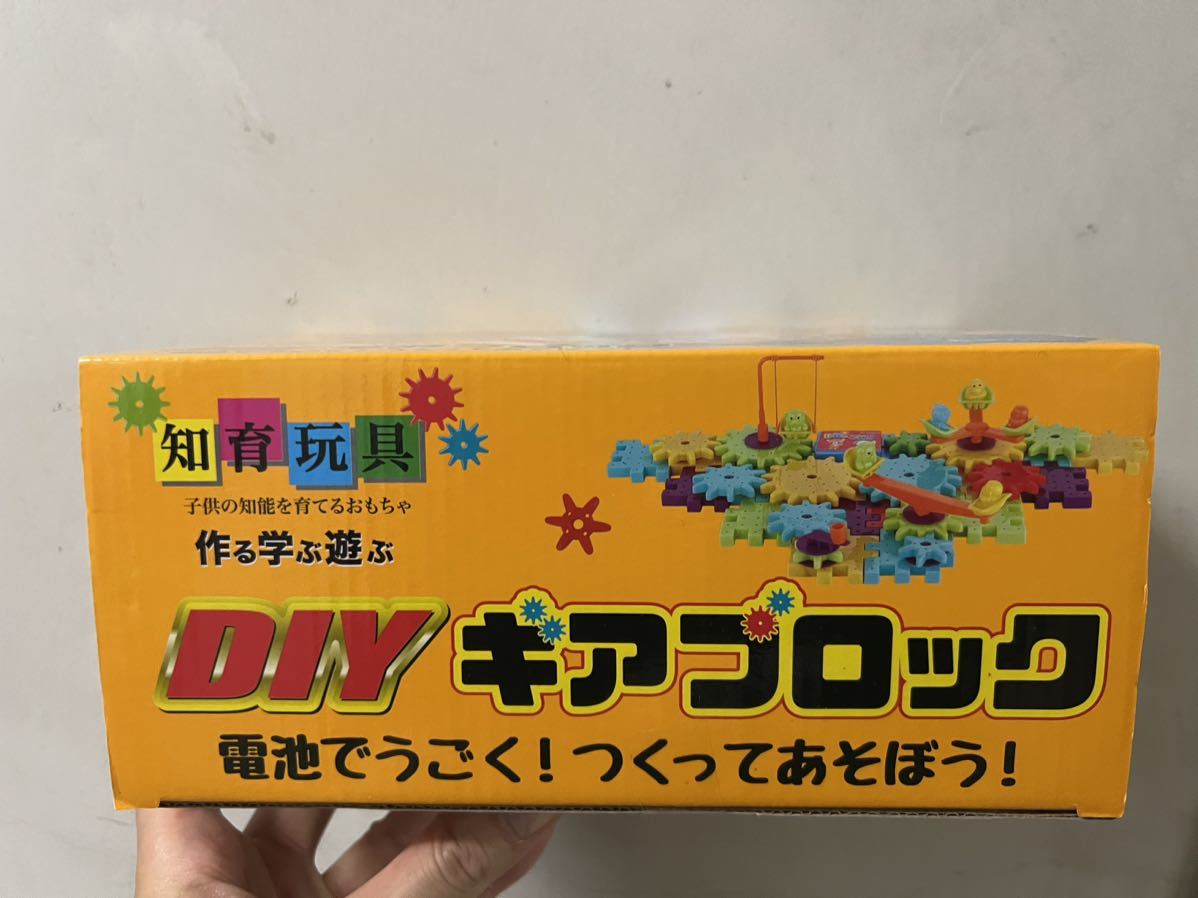 知育玩具
子供の知能を育てるおもちゃ
作る学ぶ遊ぶ
DIY ギアブロック
電池でうごく！つくってあそぼう！